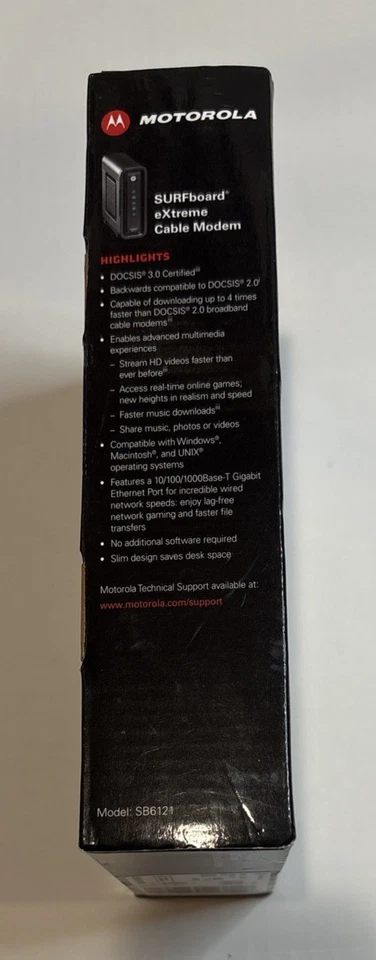 MOTOROLA
SURFboard®
eXtreme
Cable Modem
HIGHLIGHTS
• DOCSIS® 3.0 Certified
• Backwards compatible to DOCSIS® 2.0
• Capable of downloading up to 4 times
faster than DOCSIS® 2.0 broadband
cable modems
• Enables advanced multimedia
experiences
– Stream HD videos faster than
ever before
– Access real-time online games;
new heights in realism and speed
– Faster music downloads
– Share music, photos or videos
• Compatible with Windows®,
Macintosh®, and UNIX®
operating systems
• Features a 10/100/1000Base-T Gigabit
Ethernet Port for incredible wired
network speeds: enjoy lag-free
network gaming and faster file
transfers
• No additional software required
• Slim design saves desk space
Motorola Technical Support available at:
www.motorola.com/support
Model: SB6121